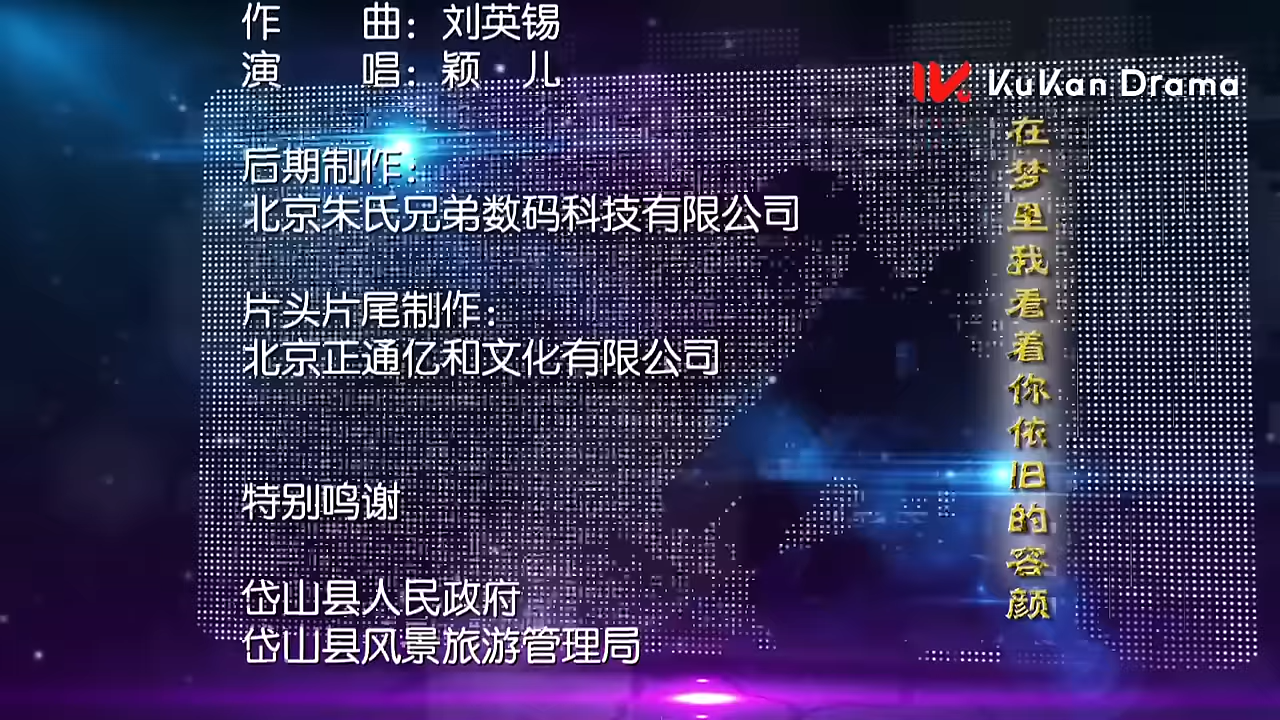 作 曲：刘英锡
演 唱：颖 儿
KuKan Drama
后期制作：
北京朱氏兄弟数码科技有限公司
片头片尾制作：
北京正通亿和文化有限公司
特别鸣谢
岱山县人民政府
岱山县风景旅游管理局
在梦里我看着你依旧的容颜